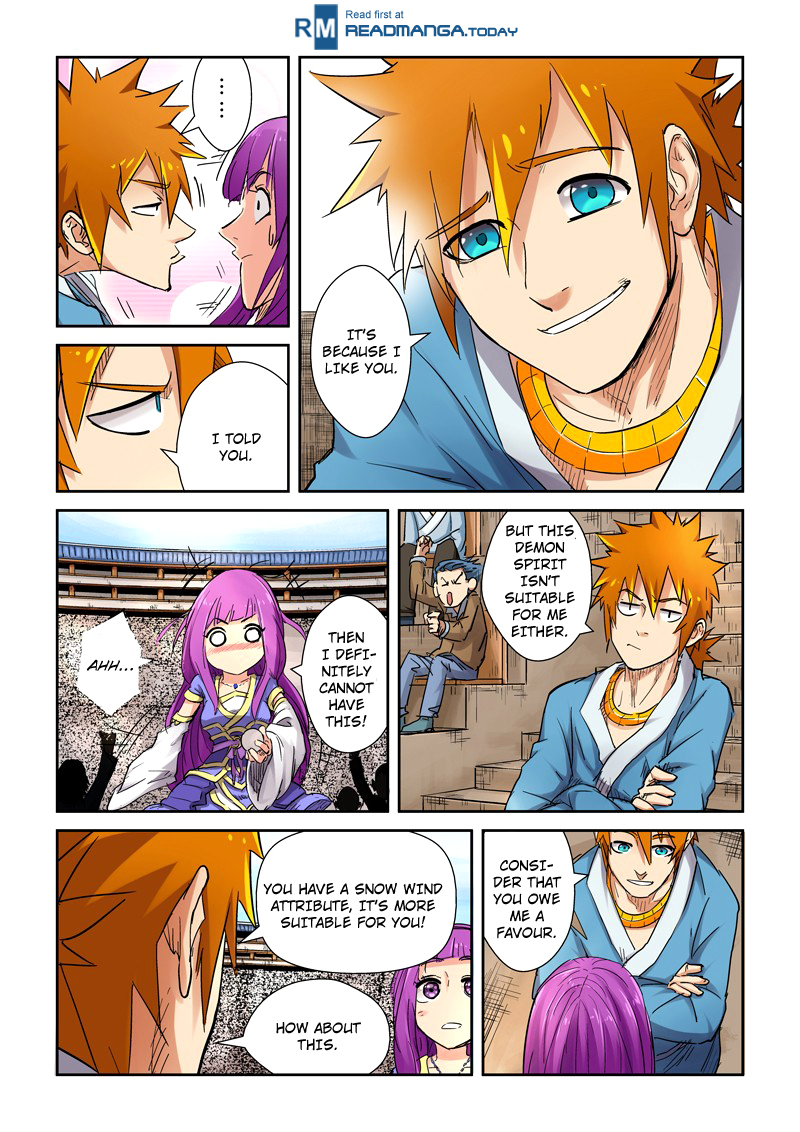 RM
Read first at
READMANGA.TODAY
......
IT'S
BECAUSE I
LIKE YOU.
I TOLD
YOU.
AHH...
THEN
I DEFI-
NITELY
CANNOT
HAVE
THIS!
BUT THIS
DEMON
SPIRIT
ISN'T
SUITABLE
FOR ME
EITHER.
YOU HAVE A SNOW WIND
ATTRIBUTE, IT'S MORE
SUITABLE FOR YOU!
HOW ABOUT
THIS.
CONSI-
DER THAT
YOU OWE
ME A
FAVOUR.